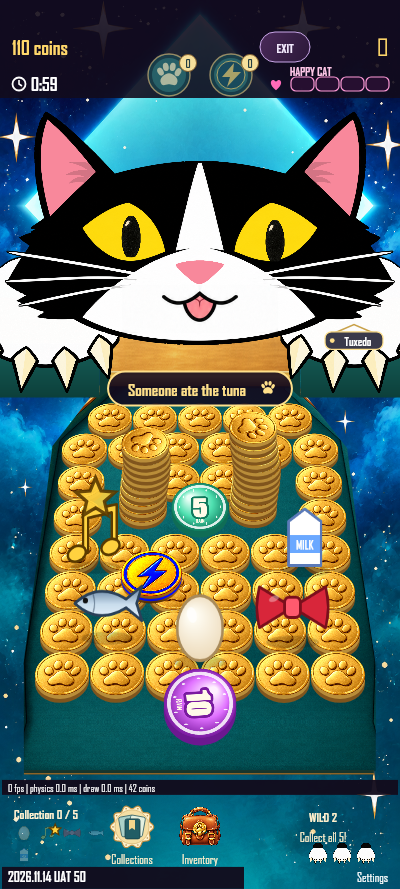 110 coins
EXIT
0
0
0:59
HAPPY CAT
Tuxedo
Someone ate the tuna
5
MILK
10
0 fps | physics 0.0 ms | draw 0.0 ms | 42 coins
Collection 0 / 5
WILD 2
Collect all 5!
Collections
Inventory
2026.11.14 UAT 50
Settings